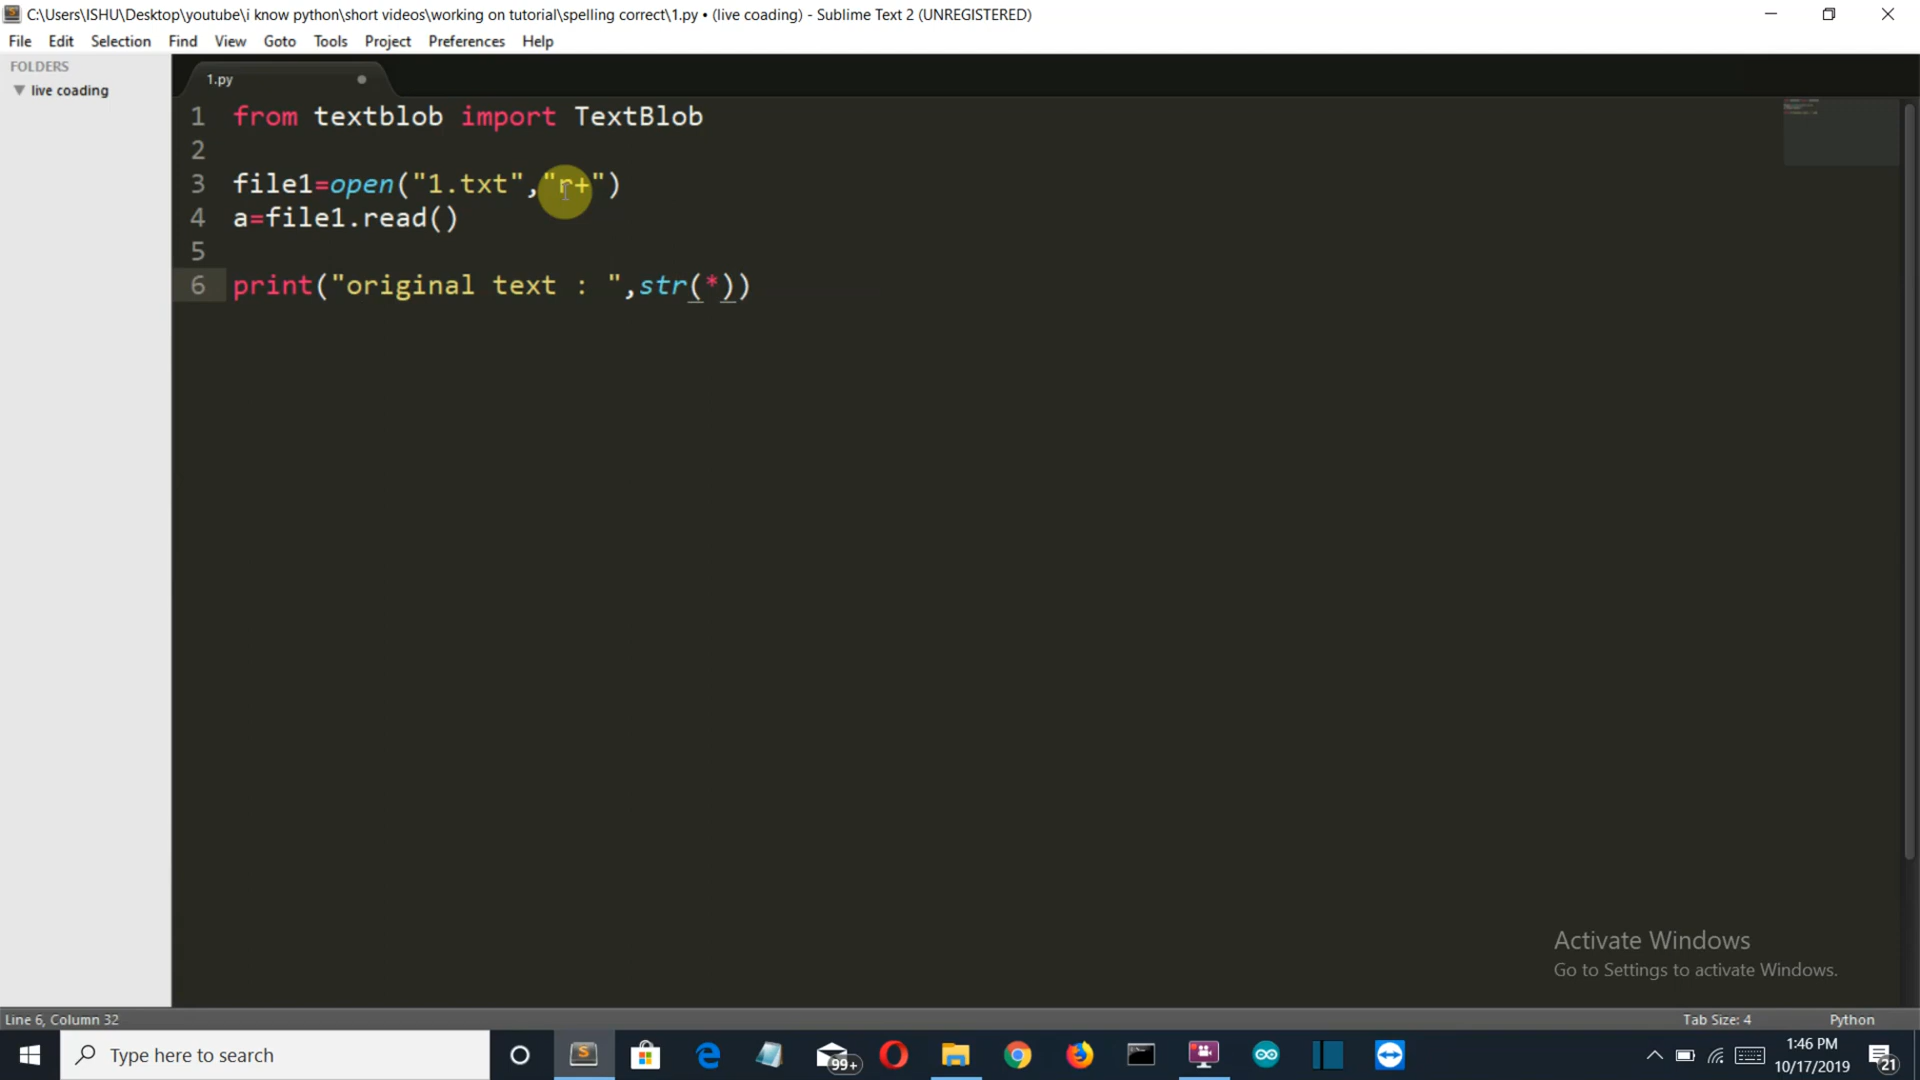 C:\Users\ISHU\Desktop\youtube\i know python\short videos\working on tutorial\spelling correct\1.py • (live coading) - Sublime Text 2 (UNREGISTERED)
File Edit Selection Find View Goto Tools Project Preferences Help
FOLDERS
live coading
1.py
1 from textblob import TextBlob
2
3 file1=open("1.txt","r+")
4 a=file1.read()
5
6 print("original text : ",str(*))
Activate Windows
Go to Settings to activate Windows.
Line 6, Column 32
Tab Size: 4
Python
Type here to search
99+
1:46 PM
10/17/2019
21